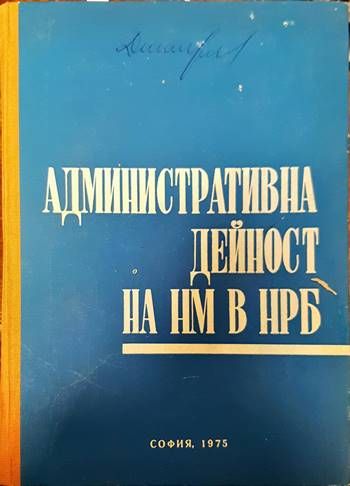 АДМИНИСТРАТИВНА
ДЕЙНОСТ
НА НМ В НРБ
СОФИЯ, 1975